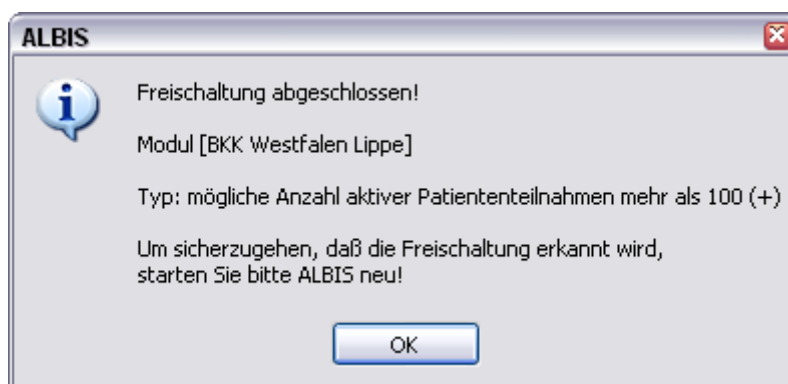 ALBIS
Freischaltung abgeschlossen!
Modul [BKK Westfalen Lippe]
Typ: mögliche Anzahl aktiver Patiententeilnahmen mehr als 100 (+)
Um sicherzugehen, daß die Freischaltung erkannt wird,
starten Sie bitte ALBIS neu!
OK